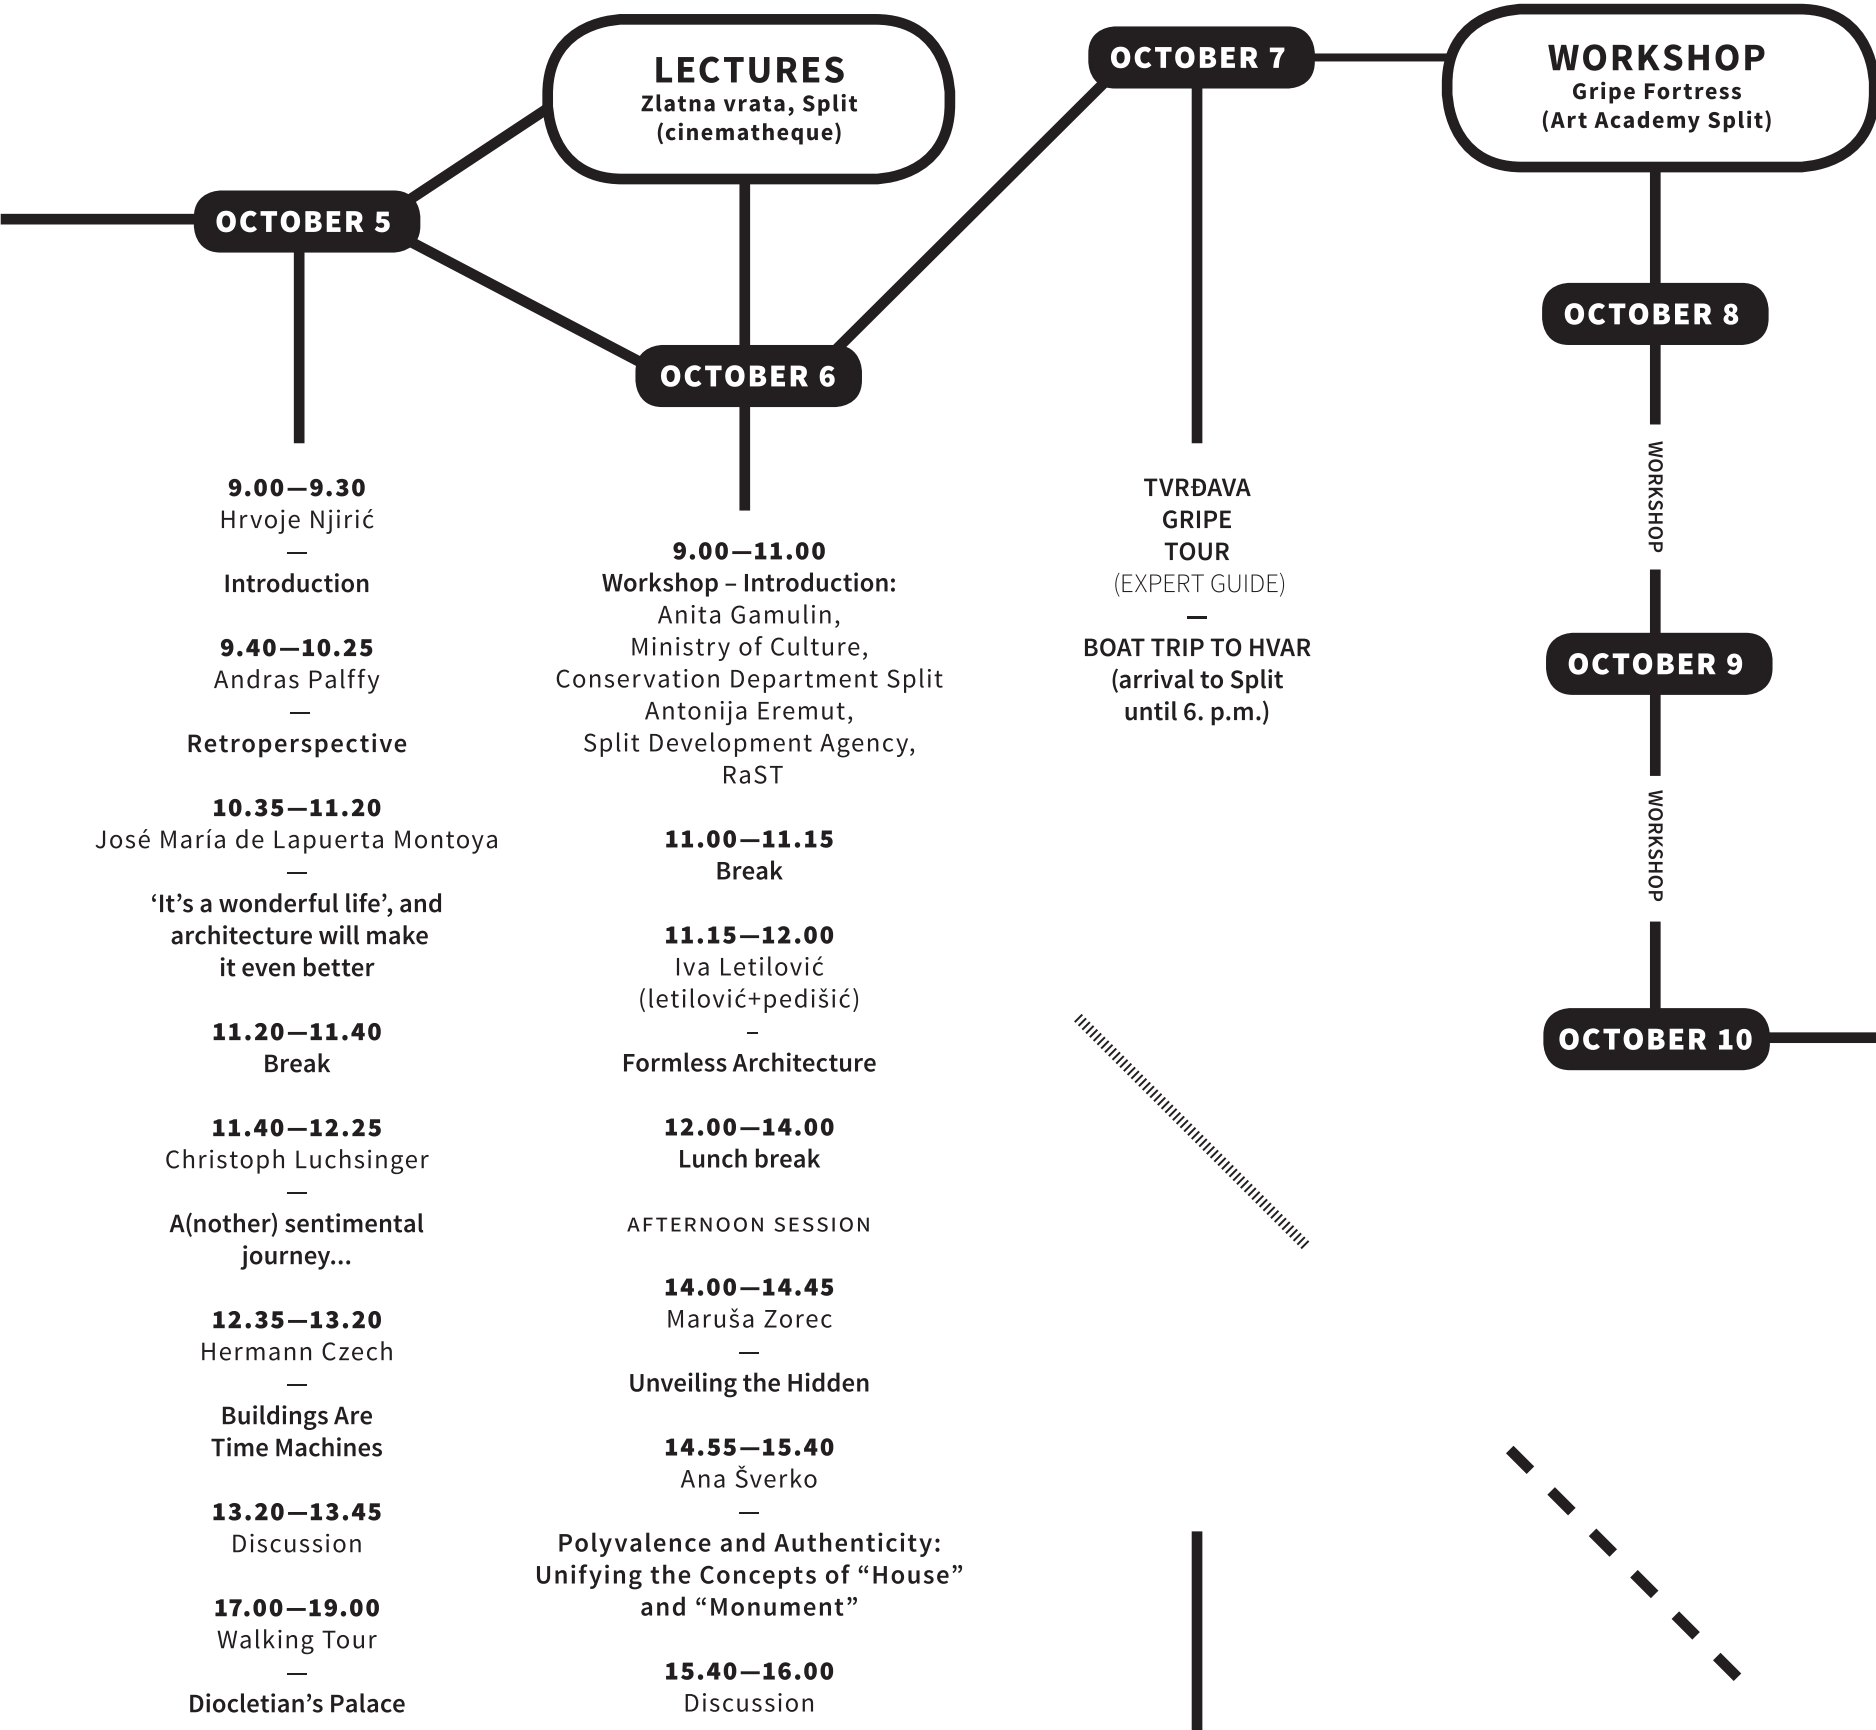 LECTURES
Zlatna vrata, Split
(cinematheque)
OCTOBER 5
9.00—9.30
Hrvoje Njirić
—
Introduction
9.40—10.25
Andras Palffy
—
Retroperspective
10.35—11.20
José María de Lapuerta Montoya
—
‘It’s a wonderful life’, and
architecture will make
it even better
11.20—11.40
Break
11.40—12.25
Christoph Luchsinger
—
A(nother) sentimental
journey...
12.35—13.20
Hermann Czech
—
Buildings Are
Time Machines
13.20—13.45
Discussion
17.00—19.00
Walking Tour
—
Diocletian’s Palace
OCTOBER 6
9.00—11.00
Workshop – Introduction:
Anita Gamulin,
Ministry of Culture,
Conservation Department Split
Antonija Eremut,
Split Development Agency,
RaST
11.00—11.15
Break
11.15—12.00
Iva Letilović
(letilović+pedišić)
–
Formless Architecture
12.00—14.00
Lunch break
AFTERNOON SESSION
14.00—14.45
Maruša Zorec
—
Unveiling the Hidden
14.55—15.40
Ana Šverko
—
Polyvalence and Authenticity:
Unifying the Concepts of “House”
and “Monument”
15.40—16.00
Discussion
OCTOBER 7
TVRĐAVA
GRIPE
TOUR
(EXPERT GUIDE)
—
BOAT TRIP TO HVAR
(arrival to Split
until 6. p.m.)
WORKSHOP
Gripe Fortress
(Art Academy Split)
OCTOBER 8
WORKSHOP
OCTOBER 9
WORKSHOP
OCTOBER 10